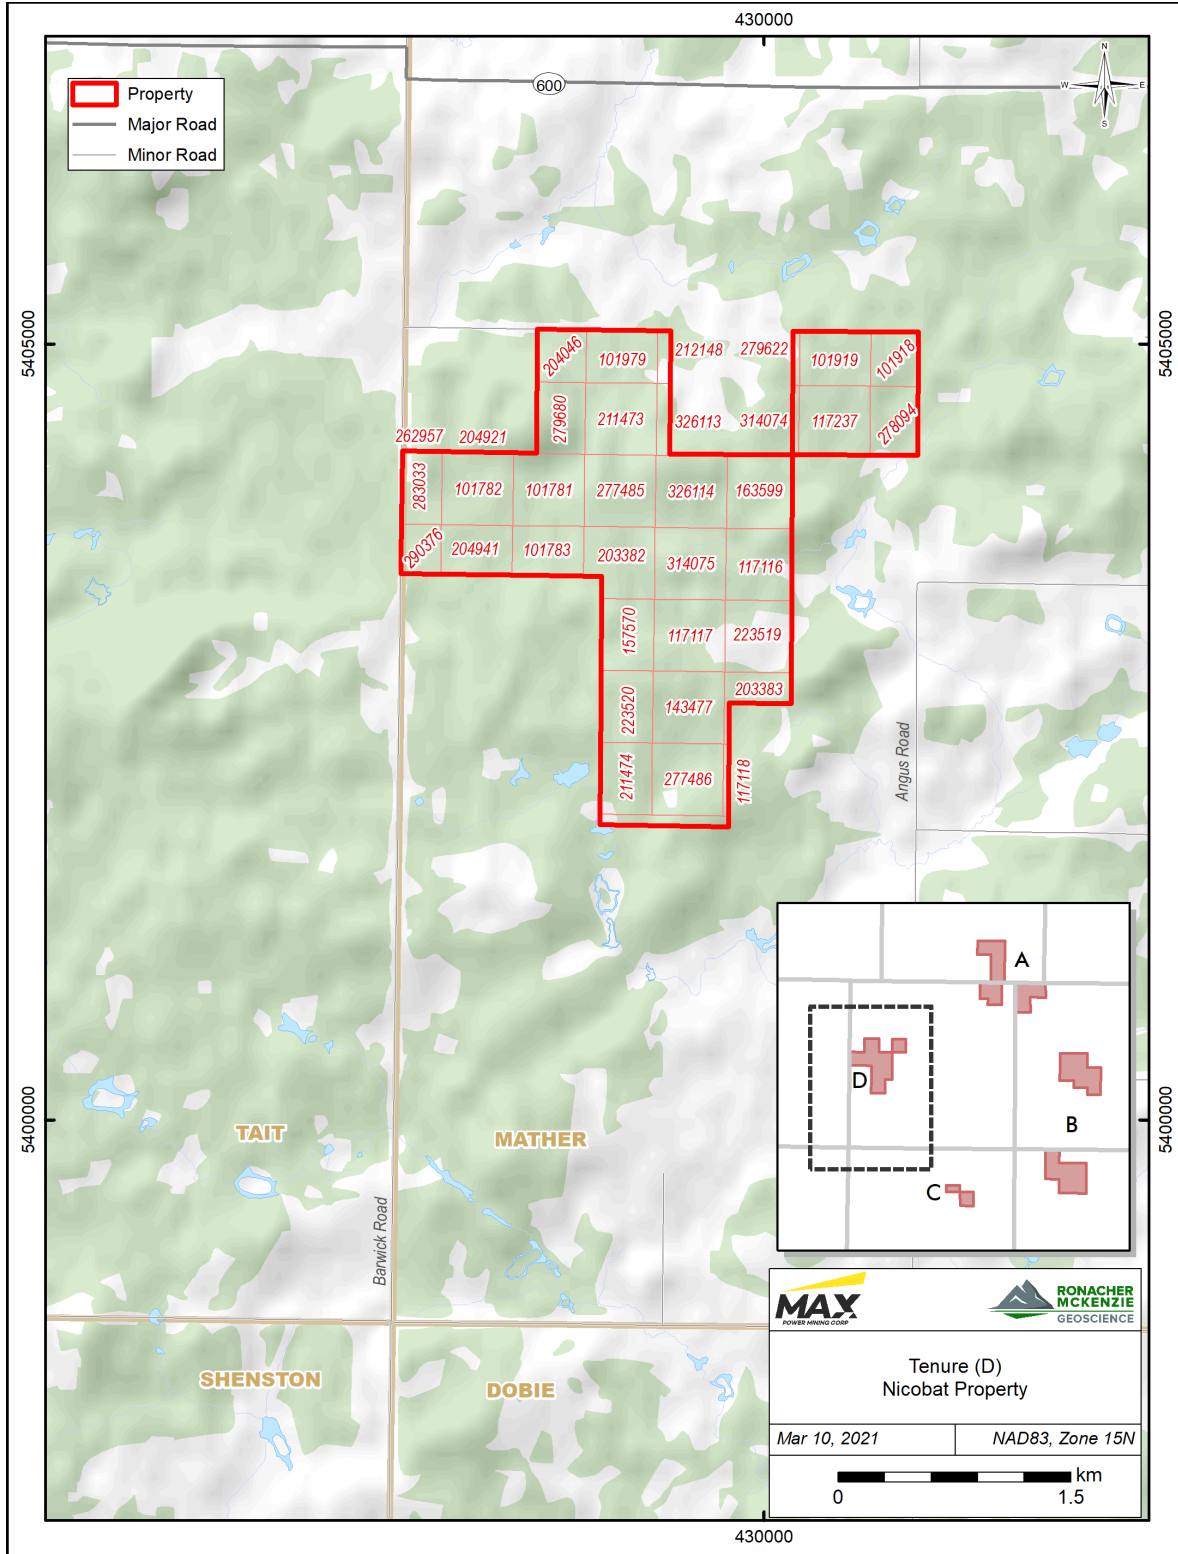 430000
600
N
W E
S
Property
Major Road
Minor Road
5405000
5405000
204046
101979
212148
279622
101919
101918
279680
211473
326113
314074
117237
278094
262957
204921
283033
101782
101781
277485
326114
163599
290376
204941
101783
203382
314075
117116
157570
117117
223519
203383
223520
143477
211474
277486
117118
Angus Road
A
D
B
C
5400000
5400000
TAIT
MATHER
Barwick Road
SHENSTON
DOBIE
MAX
POWER MINING CORP
RONACHER
MCKENZIE
GEOSCIENCE
Tenure (D)
Nicobat Property
Mar 10, 2021
NAD83, Zone 15N
km
0 1.5
430000